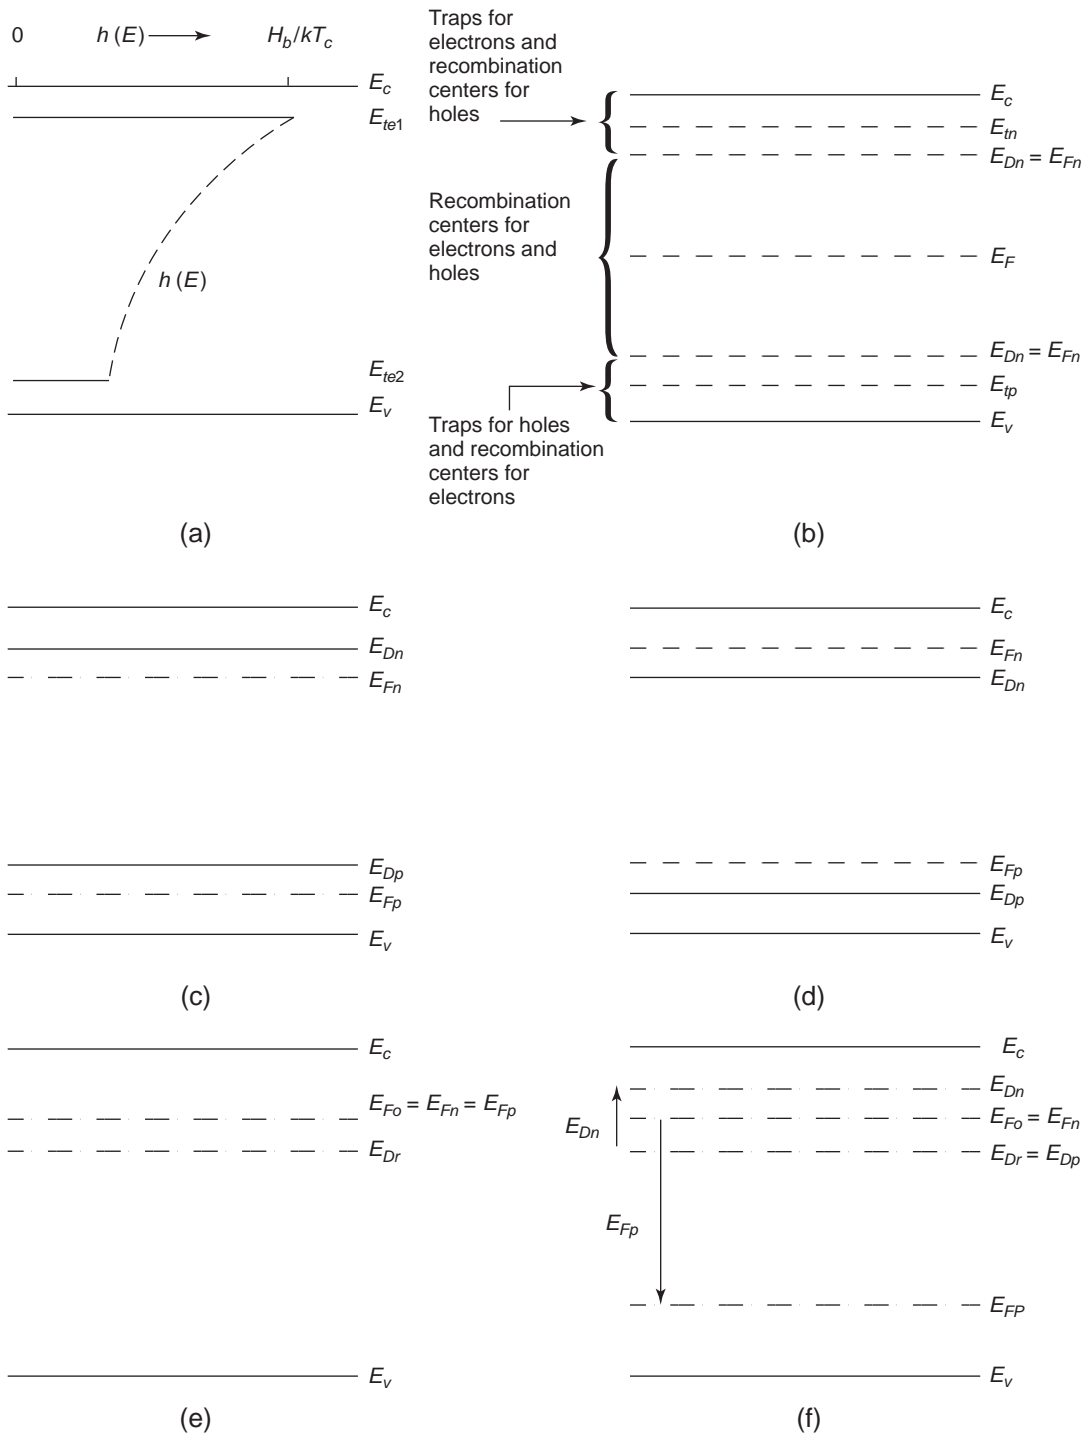 0 h (E) H_b/kT_c
E_c
E_te1
h (E)
E_te2
E_v
(a)
Traps for
electrons and
recombination
centers for
holes
E_c
E_tn
E_Dn = E_Fn
Recombination
centers for
electrons and
holes
E_F
E_Dn = E_Fn
E_tp
E_v
Traps for holes
and recombination
centers for
electrons
(b)
E_c
E_Dn
E_Fn
E_Dp
E_Fp
E_v
(c)
E_c
E_Fn
E_Dn
E_Fp
E_Dp
E_v
(d)
E_c
E_Fo = E_Fn = E_Fp
E_Dr
E_v
(e)
E_c
E_Dn
E_Dn
E_Fo = E_Fn
E_Dr = E_Dp
E_Fp
E_FP
E_v
(f)